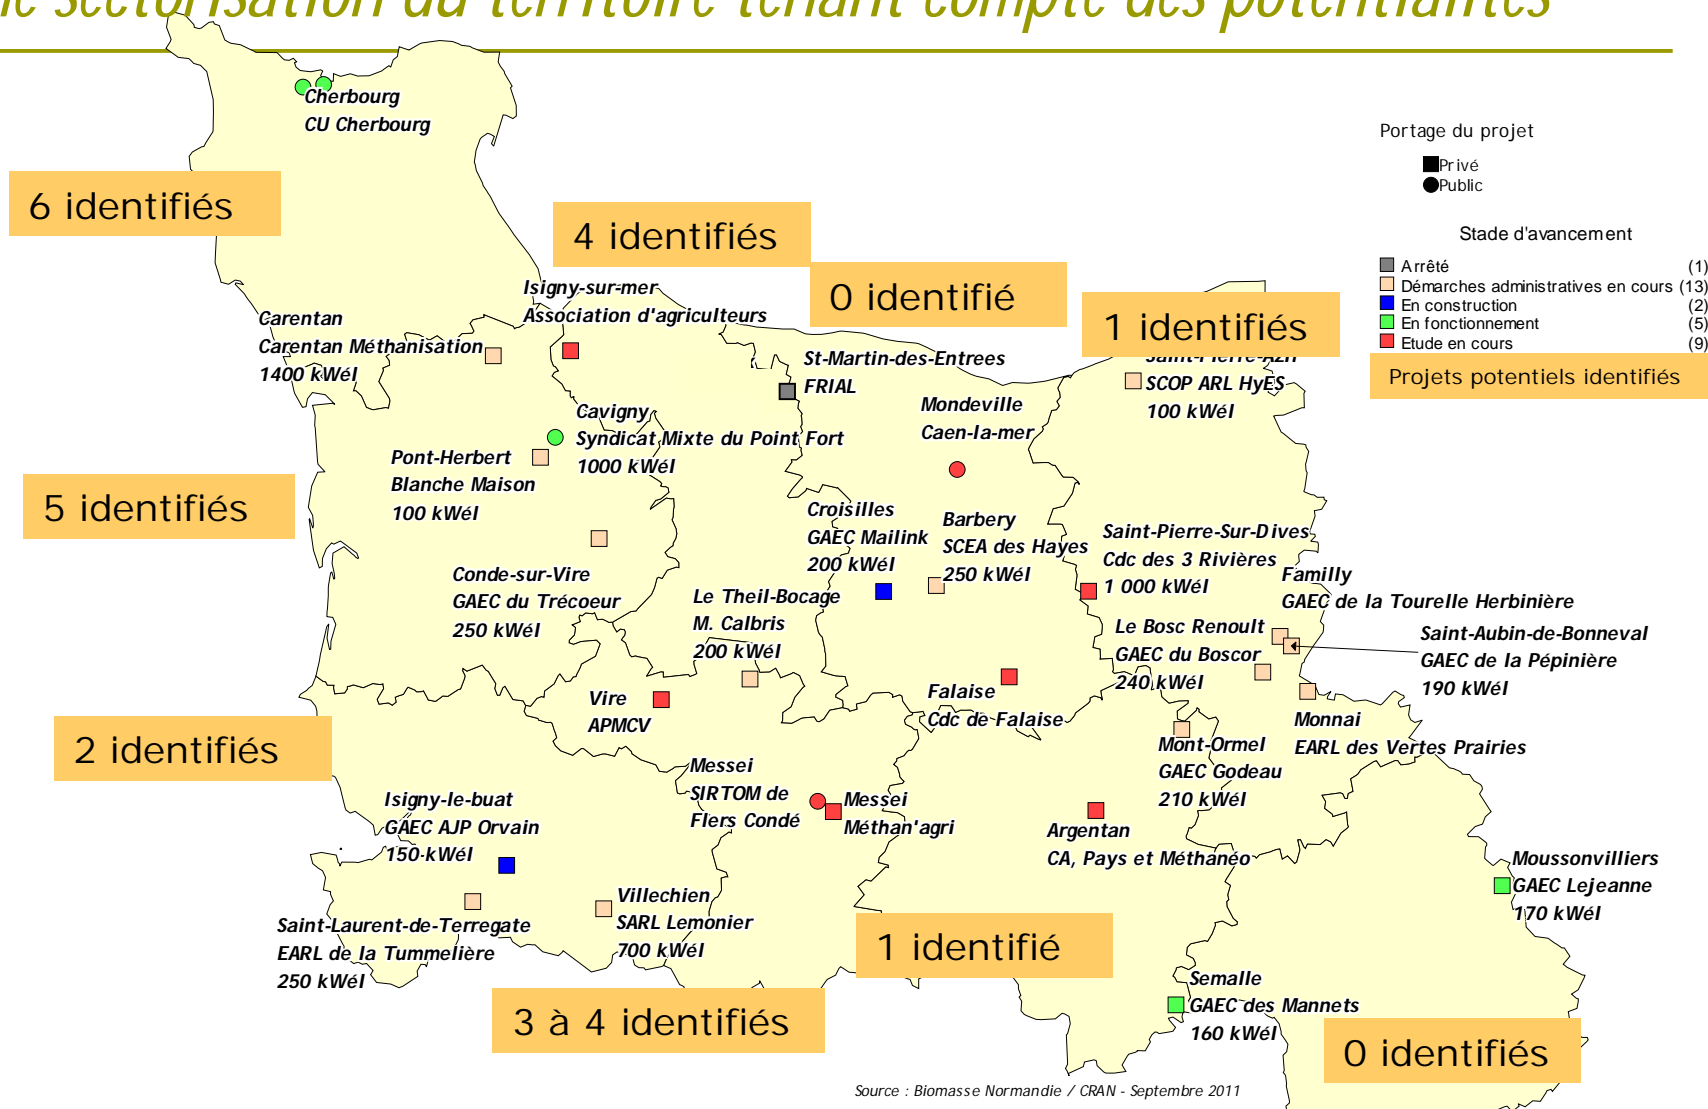 le sectorisation du territoire tenant compte des potentialités
Cherbourg
CU Cherbourg
Portage du projet
Privé
Public
Stade d'avancement
Arrêté (1)
Démarches administratives en cours (13)
En construction (2)
En fonctionnement (5)
Etude en cours (9)
Projets potentiels identifiés
6 identifiés
4 identifiés
0 identifié
1 identifiés
Isigny-sur-mer
Association d'agriculteurs
Carentan
Carentan Méthanisation
1400 kWél
St-Martin-des-Entrees
FRIAL
SCOP ARL HyES
100 kWél
Mondeville
Caen-la-mer
Cavigny
Syndicat Mixte du Point Fort
1000 kWél
Pont-Herbert
Blanche Maison
100 kWél
5 identifiés
Croisilles
GAEC Mailink
200 kWél
Barbery
SCEA des Hayes
250 kWél
Saint-Pierre-Sur-Dives
Cdc des 3 Rivières
1 000 kWél
Conde-sur-Vire
GAEC du Trécoeur
250 kWél
Le Theil-Bocage
M. Calbris
200 kWél
Familly
GAEC de la Tourelle Herbinière
Le Bosc Renoult
GAEC du Boscor
240 kWél
Saint-Aubin-de-Bonneval
GAEC de la Pépinière
190 kWél
Vire
APMCV
Falaise
Cdc de Falaise
Monnai
EARL des Vertes Prairies
2 identifiés
Mont-Ormel
GAEC Godeau
210 kWél
Messei
SIRTOM de
Flers Condé
Messei
Méthan'agri
Isigny-le-buat
GAEC AJP Orvain
150 kWél
Argentan
CA, Pays et Méthanéo
Moussonvilliers
GAEC Lejeanne
170 kWél
Villechien
SARL Lemonier
700 kWél
Saint-Laurent-de-Terregate
EARL de la Tummelière
250 kWél
1 identifié
Semalle
GAEC des Mannets
160 kWél
3 à 4 identifiés
0 identifiés
Source : Biomasse Normandie / CRAN - Septembre 2011